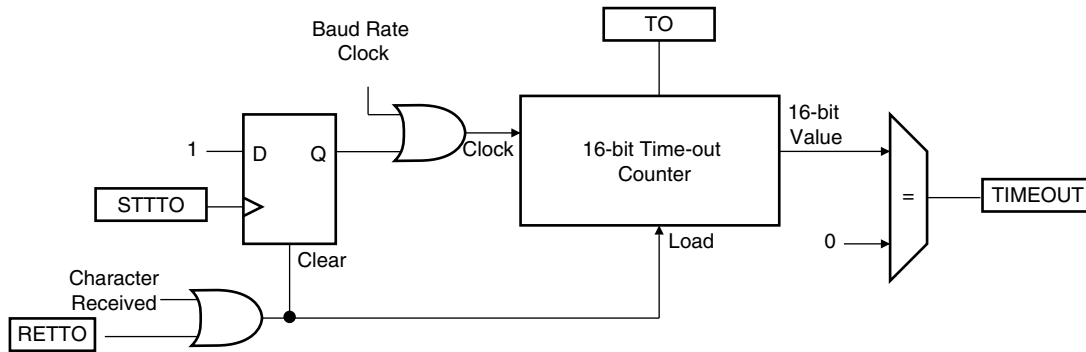 TO
Baud Rate
Clock
16-bit
Value
1
D
Q
Clock
16-bit Time-out
Counter
STTTO
=
TIMEOUT
Clear
Load
0
Character
Received
RETTO